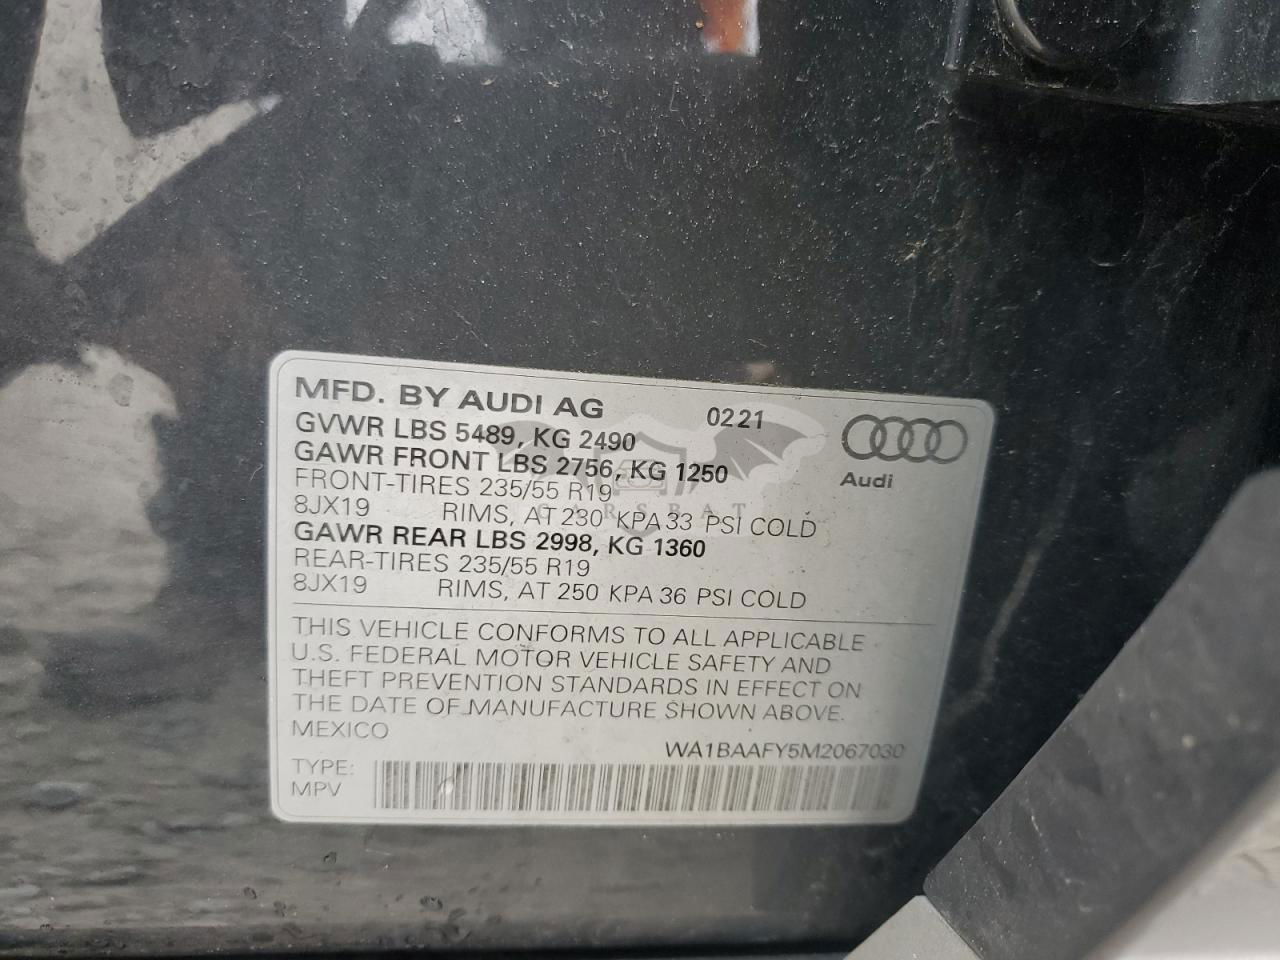 MFD. BY AUDI AG 02 21
GVWR LBS 5489, KG 2490
GAWR FRONT LBS 2756, KG 1250
FRONT-TIRES 235/55 R19
8JX19 RIMS, AT 230 KPA 33 PSI COLD
GAWR REAR LBS 2998, KG 1360
REAR-TIRES 235/55 R19
8JX19 RIMS, AT 250 KPA 36 PSI COLD
Audi
CARSBAT
THIS VEHICLE CONFORMS TO ALL APPLICABLE
U.S. FEDERAL MOTOR VEHICLE SAFETY AND
THEFT PREVENTION STANDARDS IN EFFECT ON
THE DATE OF MANUFACTURE SHOWN ABOVE.
MEXICO
WA1BAAFY5M2067030
TYPE:
MPV